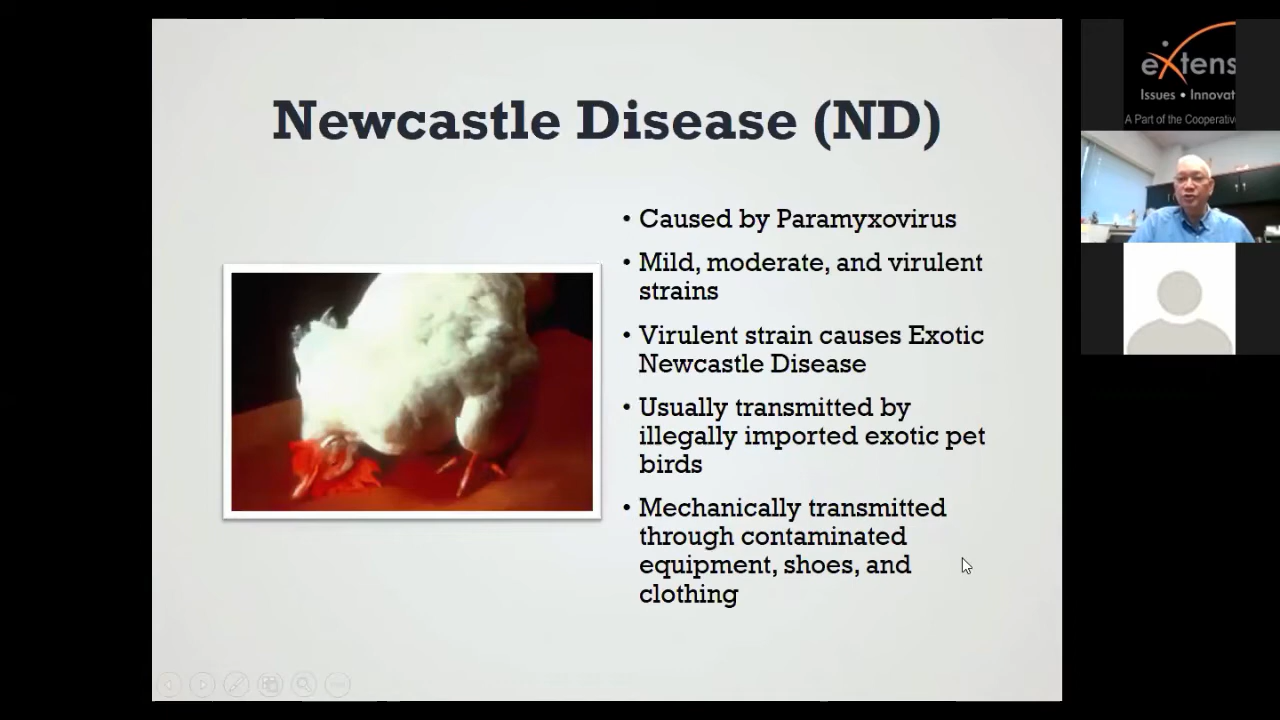 Newcastle Disease (ND)
• Caused by Paramyxovirus
• Mild, moderate, and virulent
strains
• Virulent strain causes Exotic
Newcastle Disease
• Usually transmitted by
illegally imported exotic pet
birds
• Mechanically transmitted
through contaminated
equipment, shoes, and
clothing
eXtens
Issues • Innovat
A Part of the Cooperativ